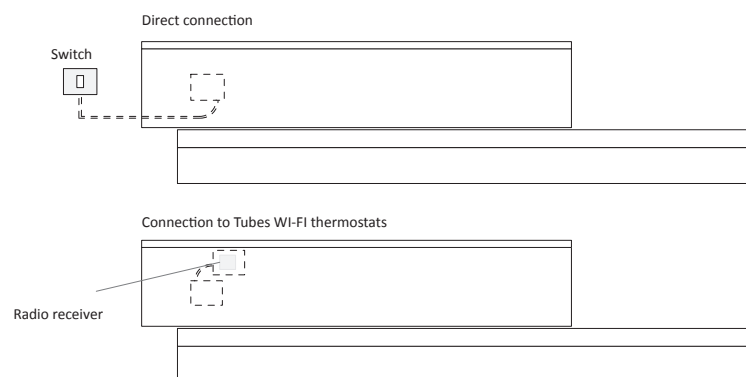 Direct connection
Switch
Connection to Tubes WI-FI thermostats
Radio receiver